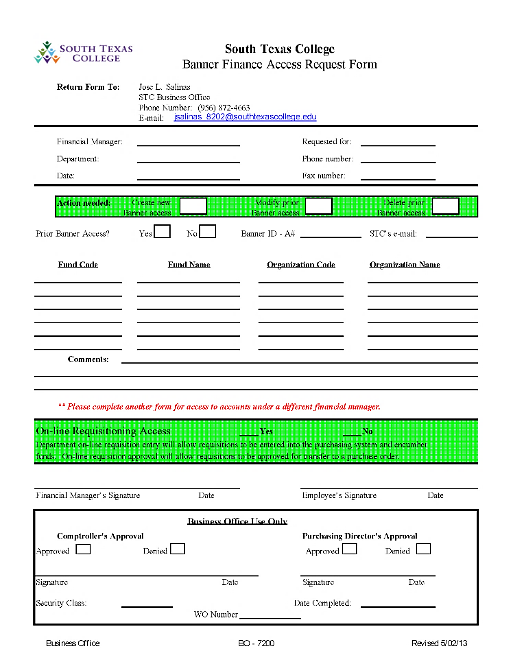 SOUTH TEXAS
COLLEGE
South Texas College
Banner Finance Access Request Form
Return Form To: Jose L. Salinas
STC Business Office
Phone Number: (956) 872-4663
E-mail: jsalinas_8202@southtexascollege.edu
Financial Manager: Requested for:
Department: Phone number:
Date: Fax number:
Action needed: Create new Banner access Modify prior Banner access Delete prior Banner access
Prior Banner Access? Yes No Banner ID - A# STC's e-mail:
Fund Code Fund Name Organization Code Organization Name
Comments:
** Please complete another form for access to accounts under a different financial manager.
On-line Requisitioning Access ____Yes ____No
Department on-line requisition entry will allow requisitions to be entered into the purchasing system and encumber
funds. On-line requisition approval will allow requisitions to be approved for transfer to a purchase order.
Financial Manager's Signature Date Employee's Signature Date
Business Office Use Only
Comptroller's Approval Purchasing Director's Approval
Approved Denied Approved Denied
Signature Date Signature Date
Security Class: Date Completed:
WO Number
Business Office BO - 7200 Revised 5/02/13